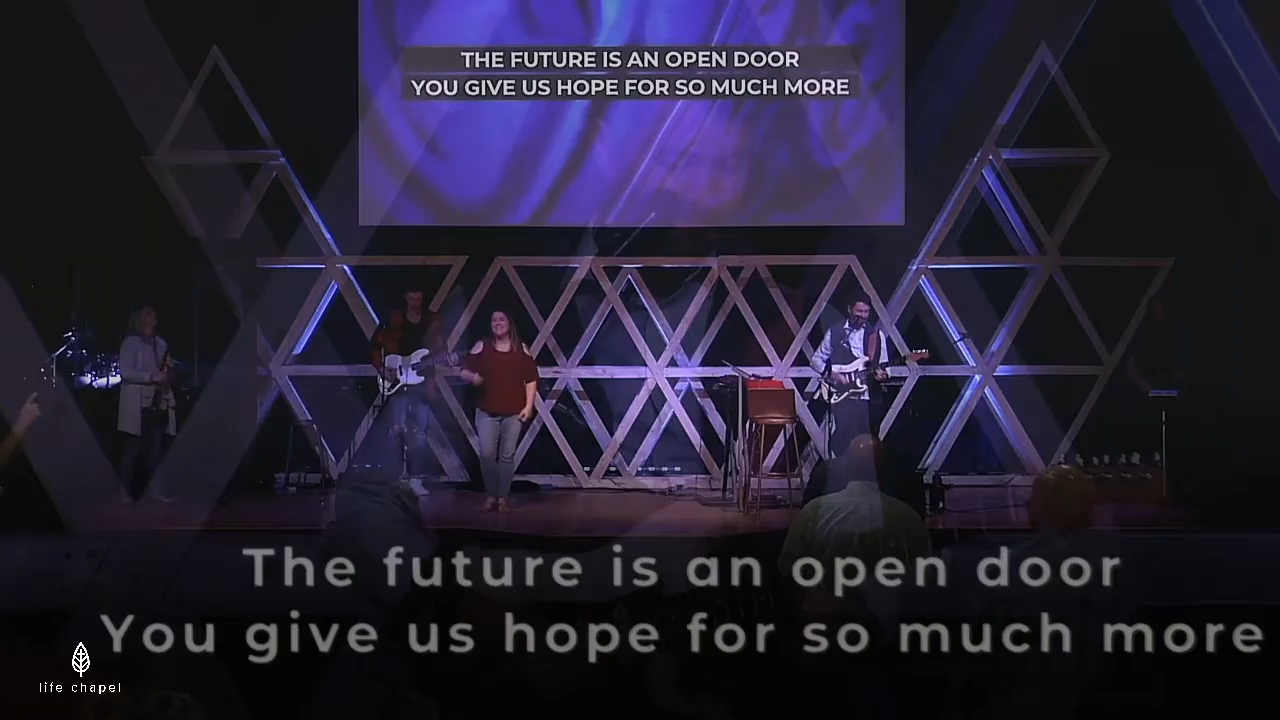 THE FUTURE IS AN OPEN DOOR
YOU GIVE US HOPE FOR SO MUCH MORE
The future is an open door
You give us hope for so much more
life chapel